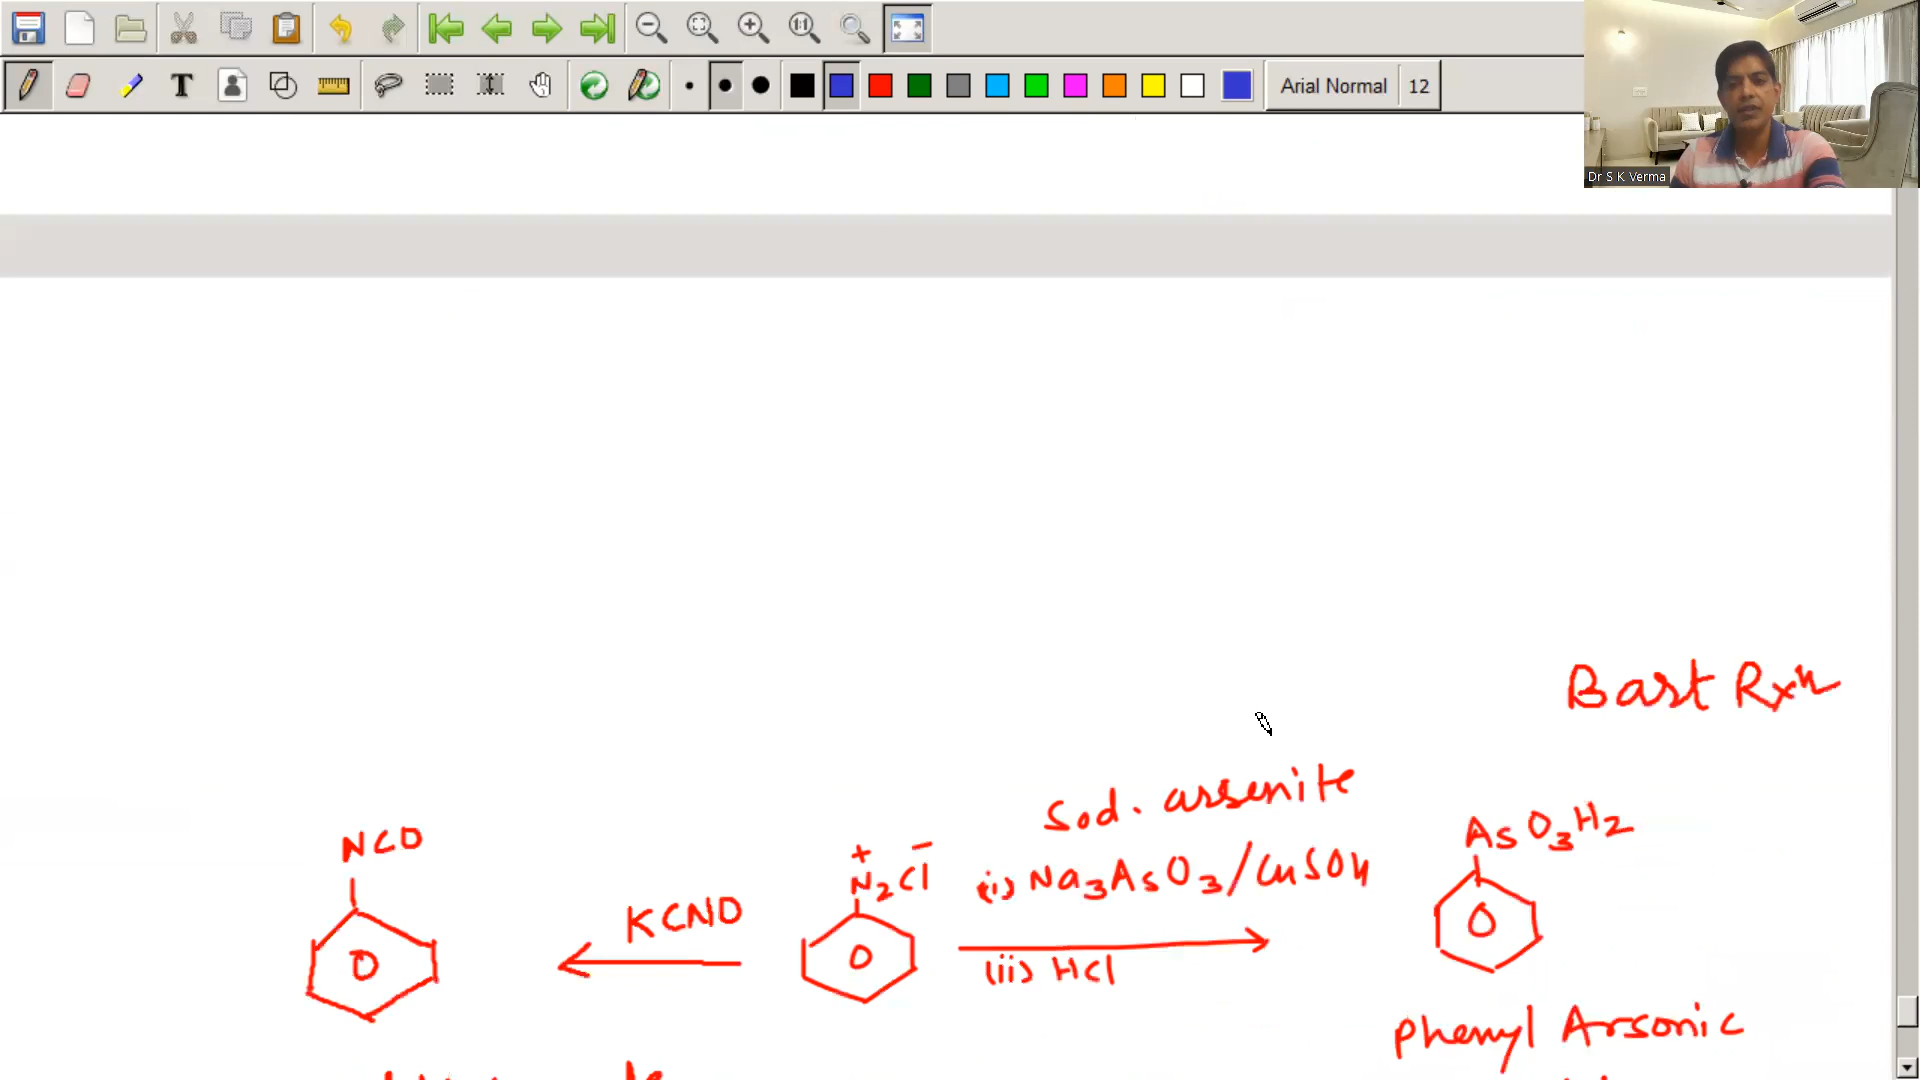 Arial Normal 12
Dr S K Verma
Bart Rxn
Sod. arsenite
NCO
AsO3H2
+ −
N2Cl
(i) Na3AsO3/CuSO4
KCNO
(ii) HCl
Phenyl Arsonic